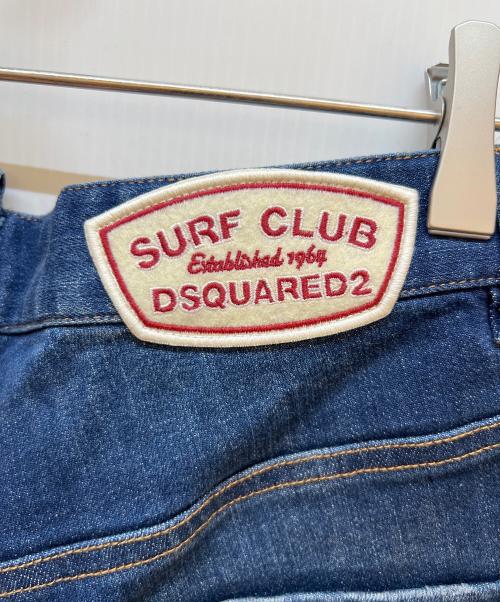 SURF CLUB
Established 1964
DSQUARED2